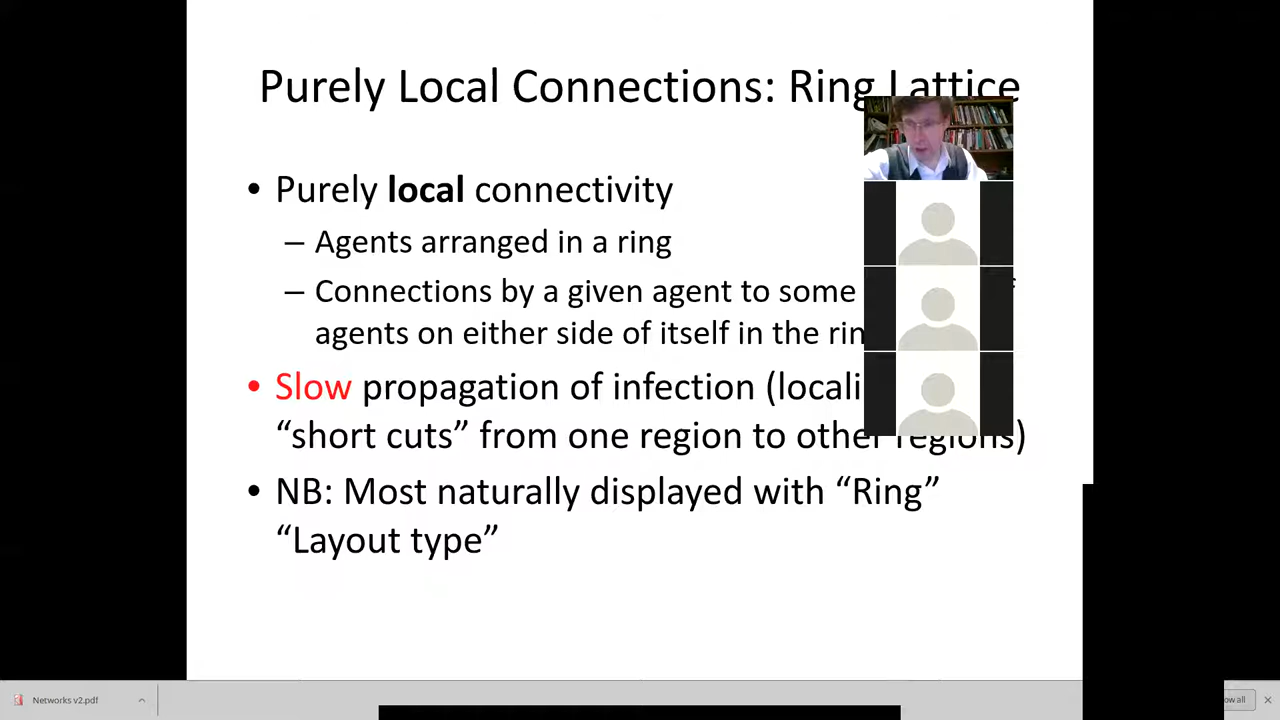 Purely Local Connections: Ring Lattice
• Purely local connectivity
– Agents arranged in a ring
– Connections by a given agent to some
agents on either side of itself in the
• Slow propagation of infection
“short cuts” from one region to other regions)
• NB: Most naturally displayed with “Ring”
“Layout type”
Networks v2.pdf
all